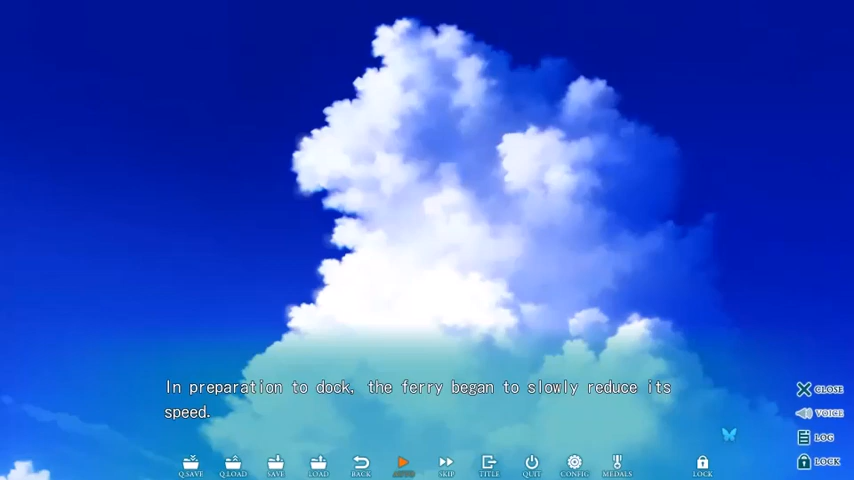 In preparation to dock, the ferry began to slowly reduce its
speed.
CLOSE
VOICE
LOG
LOCK
Q.SAVE Q.LOAD SAVE LOAD BACK AUTO SKIP TITLE QUIT CONFIG MEDALS LOCK